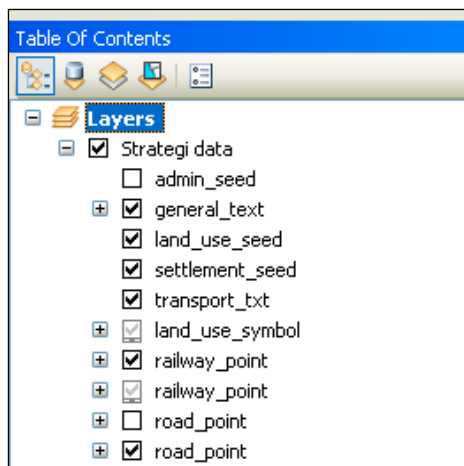 Table Of Contents
Layers
Strategi data
admin_seed
general_text
land_use_seed
settlement_seed
transport_txt
land_use_symbol
railway_point
railway_point
road_point
road_point